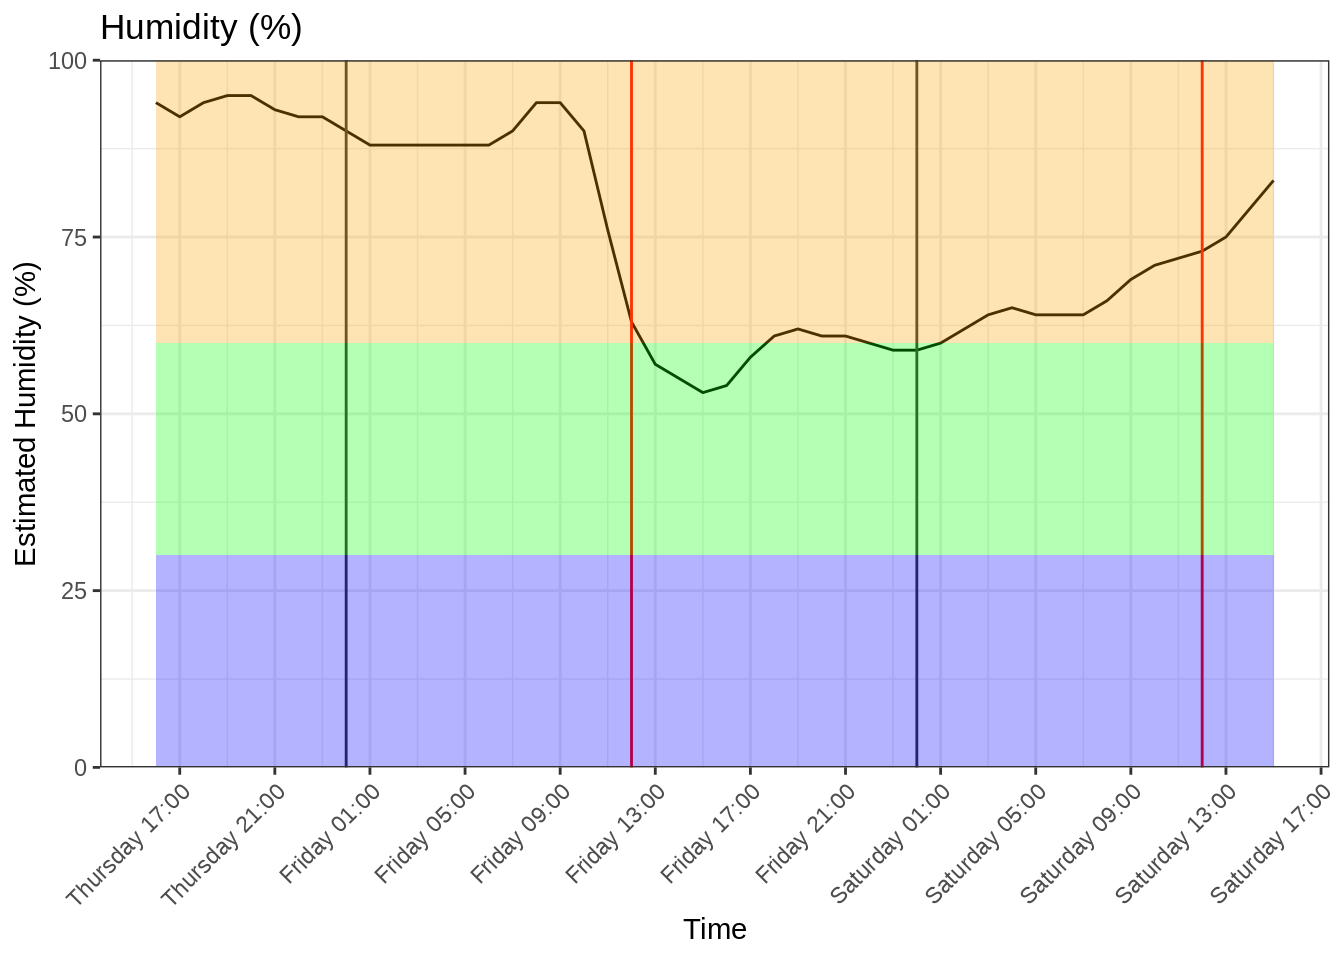 Humidity (%)
100
75
50
25
0
Estimated Humidity (%)
Thursday 17:00
Thursday 21:00
Friday 01:00
Friday 05:00
Friday 09:00
Friday 13:00
Friday 17:00
Friday 21:00
Saturday 01:00
Saturday 05:00
Saturday 09:00
Saturday 13:00
Saturday 17:00
Time